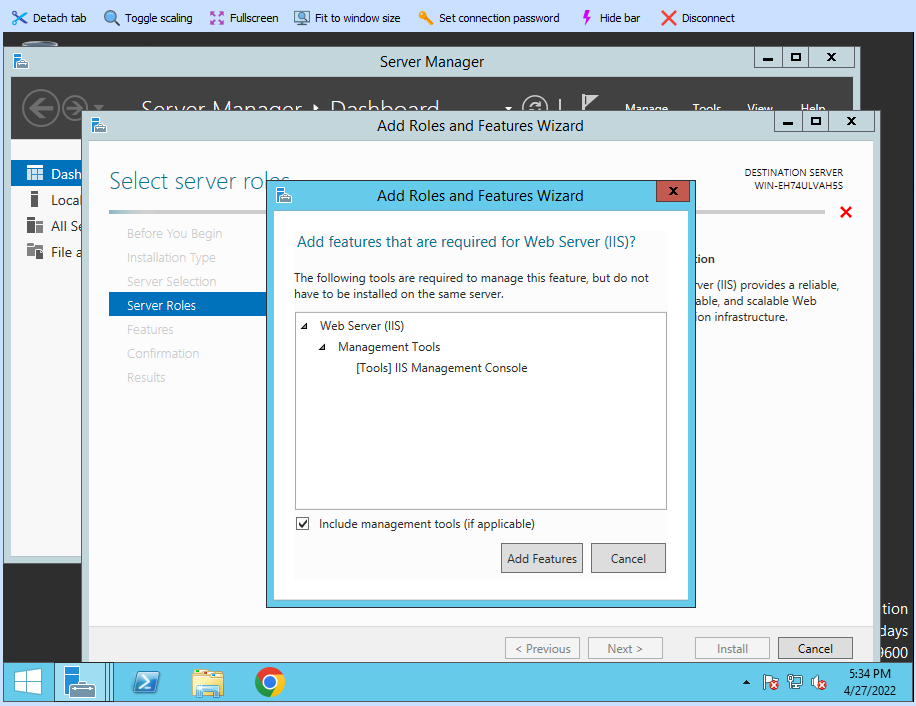 Detach tab Toggle scaling Fullscreen Fit to window size Set connection password Hide bar Disconnect
Server Manager
Server Manager Dashboard Manage Tools View Help
Add Roles and Features Wizard
Dash
Local
All Se
File a
Select server roles
DESTINATION SERVER
WIN-EH74ULVAH5S
Before You Begin
Installation Type
Server Selection
Server Roles
Features
Confirmation
Results
tion
ver (IIS) provides a reliable,
able, and scalable Web
ion infrastructure.
Add Roles and Features Wizard
Add features that are required for Web Server (IIS)?
The following tools are required to manage this feature, but do not
have to be installed on the same server.
Web Server (IIS)
Management Tools
[Tools] IIS Management Console
Include management tools (if applicable)
Add Features Cancel
< Previous Next > Install Cancel
tion
days
9600
5:34 PM
4/27/2022